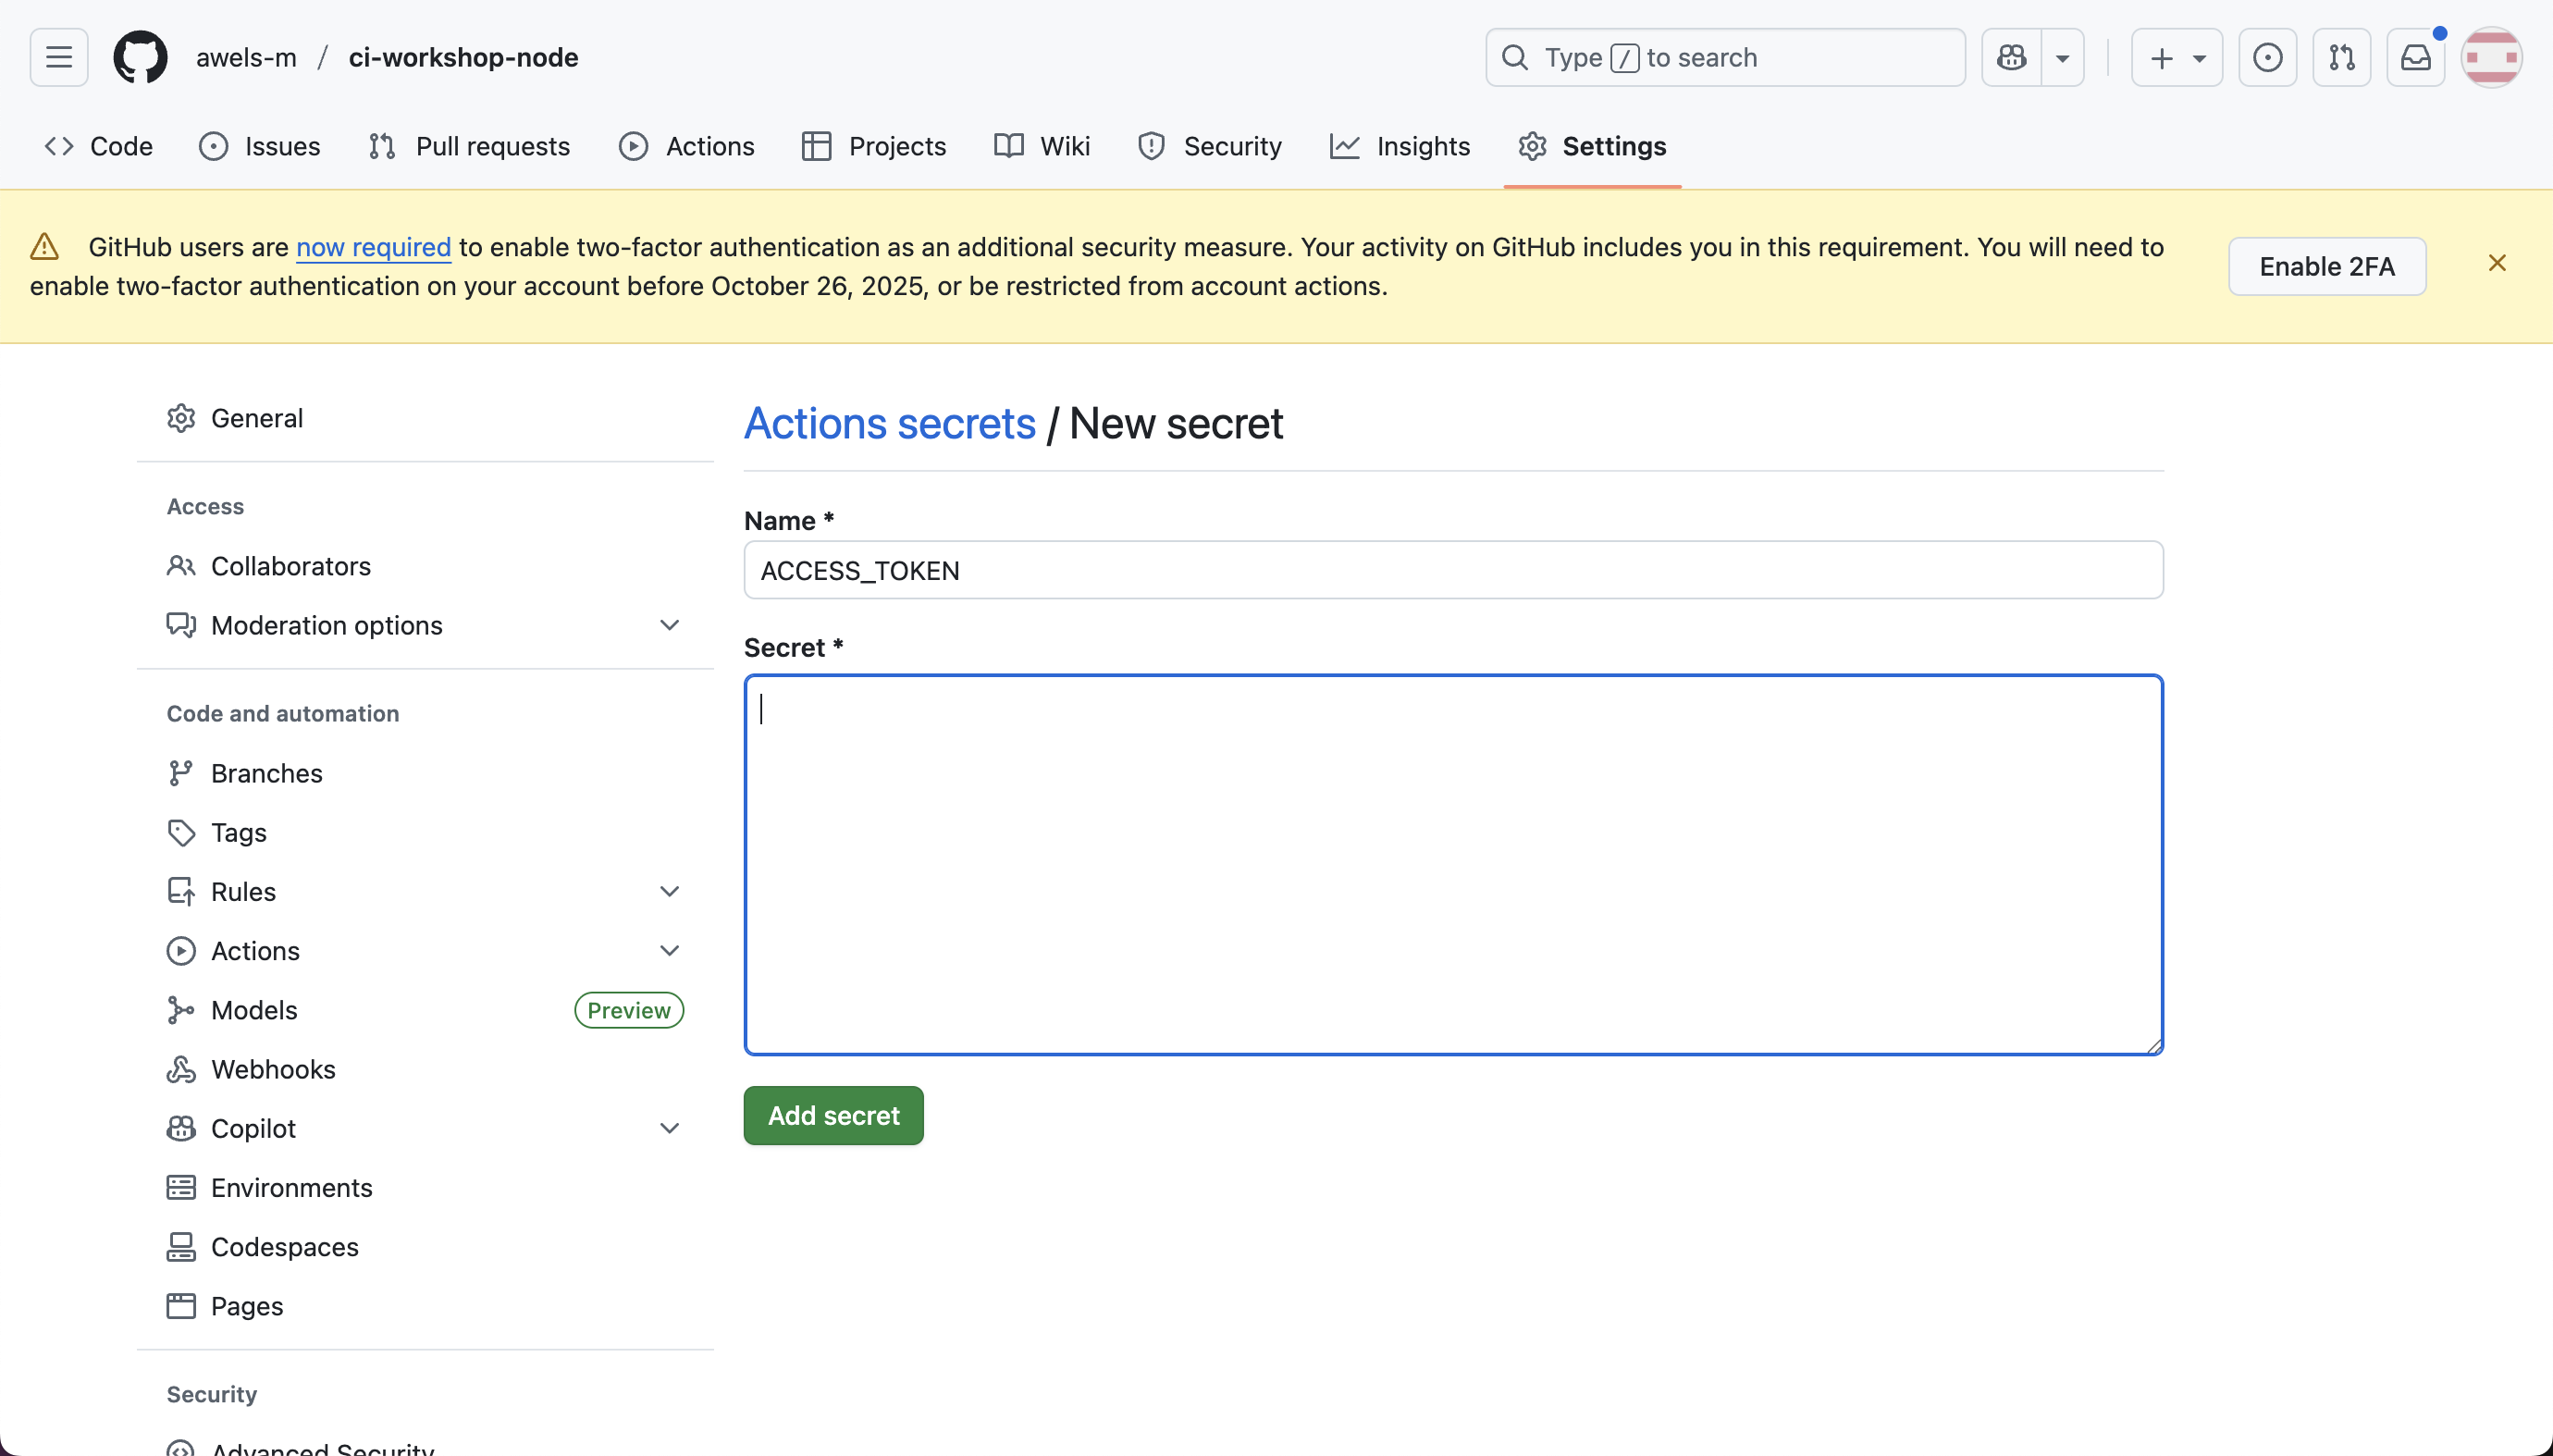 awels-m / ci-workshop-node
Type / to search
Code Issues Pull requests Actions Projects Wiki Security Insights Settings
GitHub users are now required to enable two-factor authentication as an additional security measure. Your activity on GitHub includes you in this requirement. You will need to
enable two-factor authentication on your account before October 26, 2025, or be restricted from account actions.
Enable 2FA
General
Access
Collaborators
Moderation options
Code and automation
Branches
Tags
Rules
Actions
Models Preview
Webhooks
Copilot
Environments
Codespaces
Pages
Security
Advanced Security
Actions secrets / New secret
Name *
ACCESS_TOKEN
Secret *
Add secret